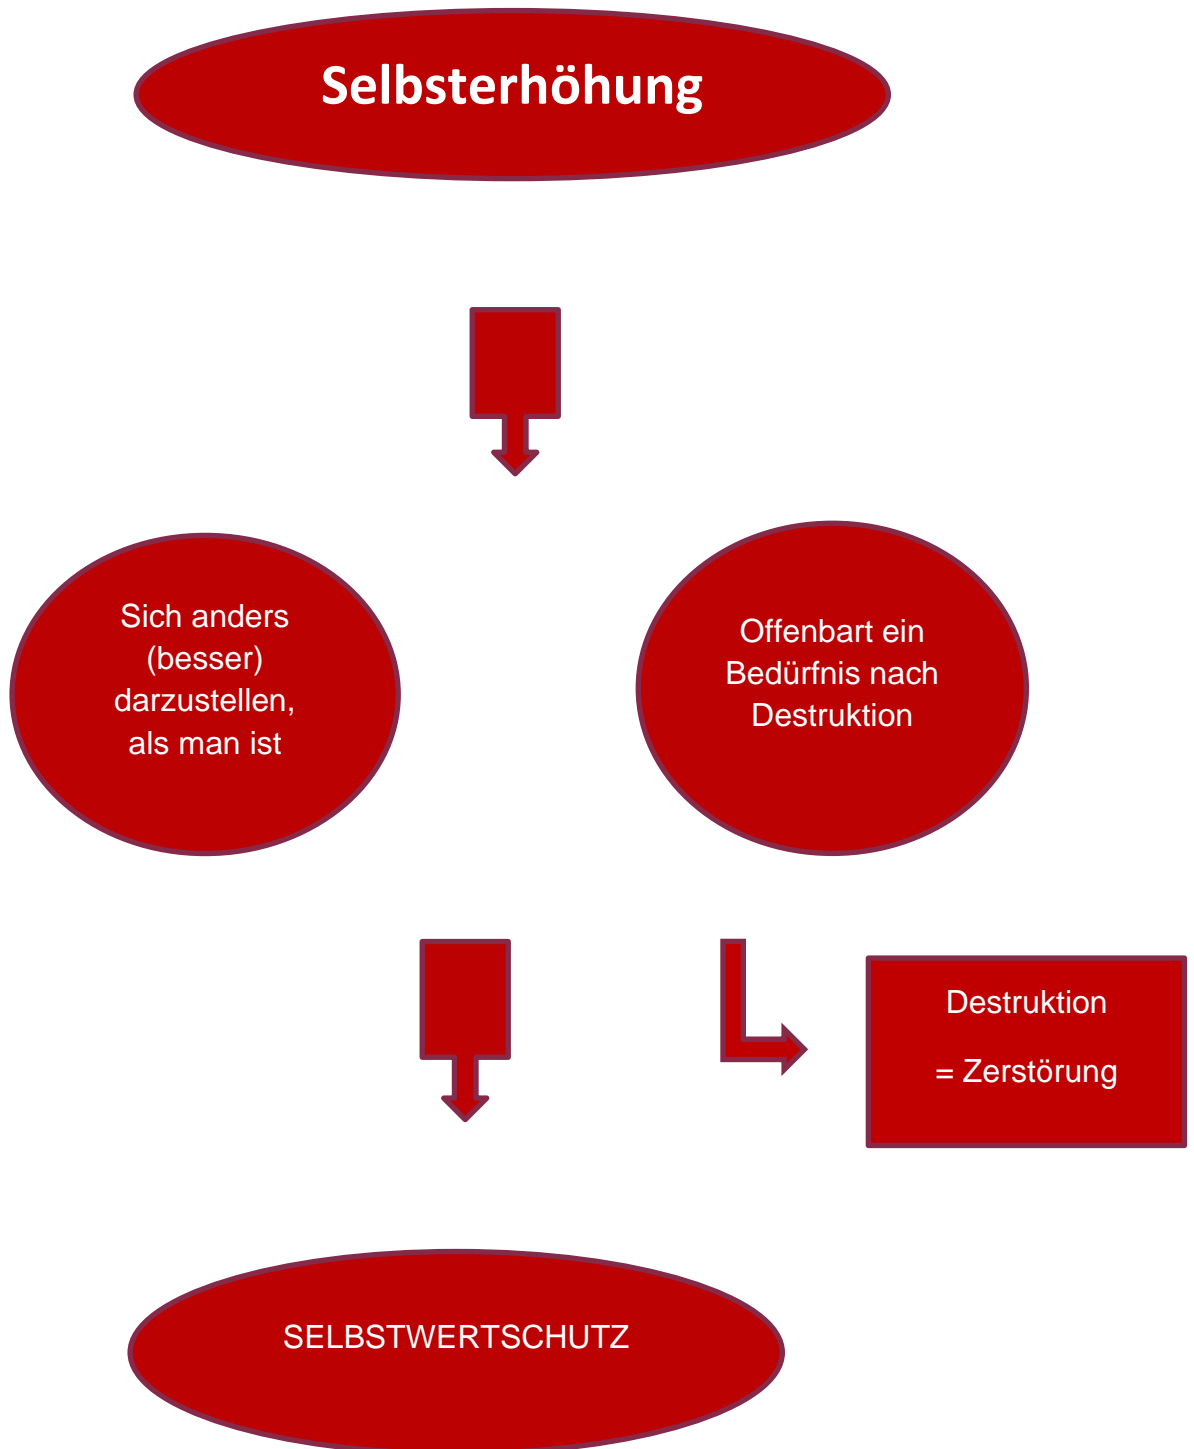 Selbsterhöhung
Sich anders
(besser)
darzustellen,
als man ist
Offenbart ein
Bedürfnis nach
Destruktion
Destruktion
= Zerstörung
SELBSTWERTSCHUTZ